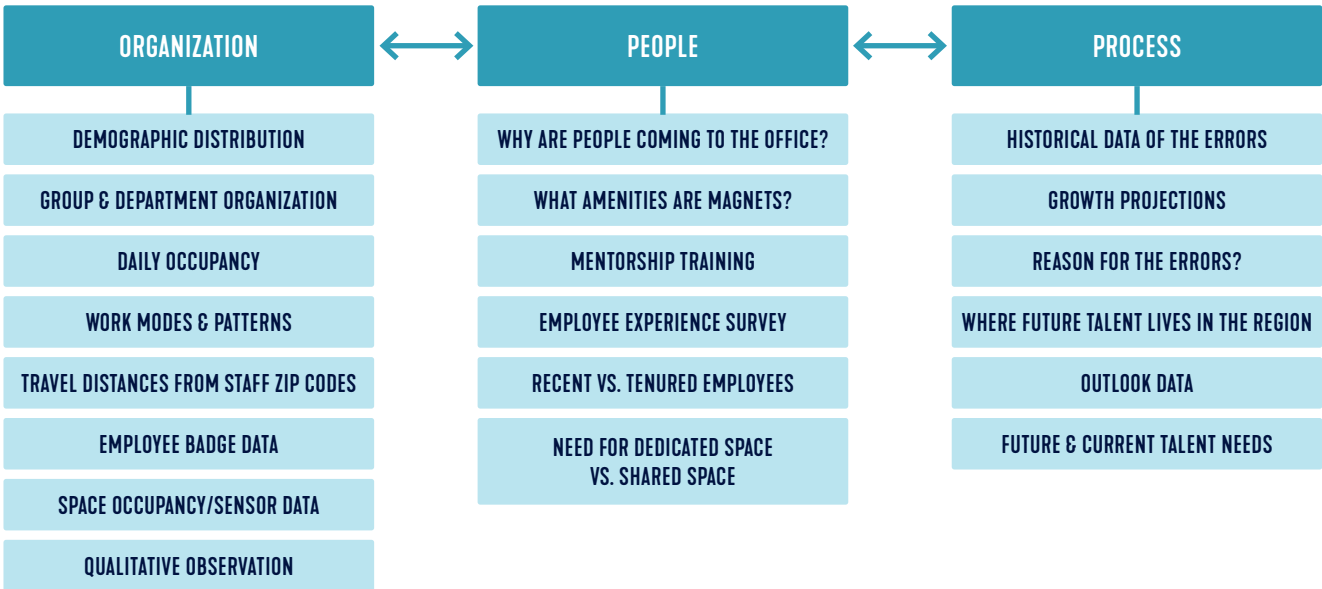 ORGANIZATION
DEMOGRAPHIC DISTRIBUTION
GROUP & DEPARTMENT ORGANIZATION
DAILY OCCUPANCY
WORK MODES & PATTERNS
TRAVEL DISTANCES FROM STAFF ZIP CODES
EMPLOYEE BADGE DATA
SPACE OCCUPANCY/SENSOR DATA
QUALITATIVE OBSERVATION
PEOPLE
WHY ARE PEOPLE COMING TO THE OFFICE?
WHAT AMENITIES ARE MAGNETS?
MENTORSHIP TRAINING
EMPLOYEE EXPERIENCE SURVEY
RECENT VS. TENURED EMPLOYEES
NEED FOR DEDICATED SPACE
VS. SHARED SPACE
PROCESS
HISTORICAL DATA OF THE ERRORS
GROWTH PROJECTIONS
REASON FOR THE ERRORS?
WHERE FUTURE TALENT LIVES IN THE REGION
OUTLOOK DATA
FUTURE & CURRENT TALENT NEEDS